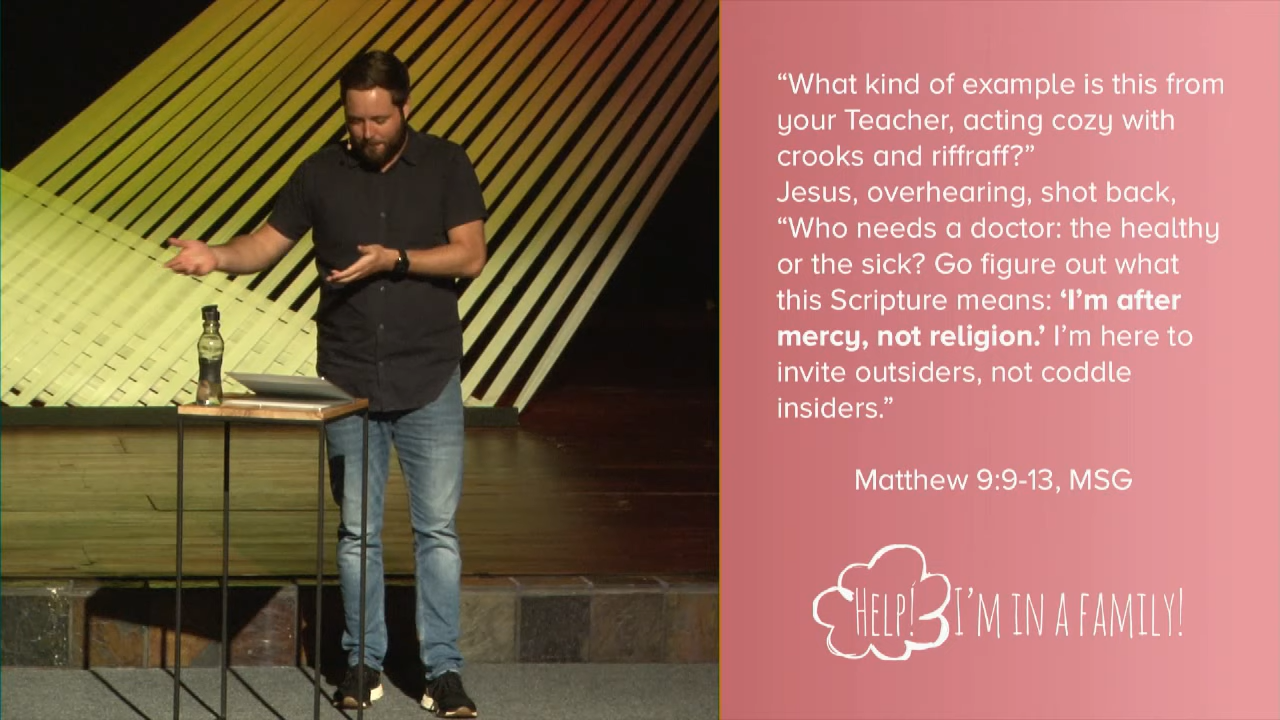 “What kind of example is this from
your Teacher, acting cozy with
crooks and riffraff?”
Jesus, overhearing, shot back,
“Who needs a doctor: the healthy
or the sick? Go figure out what
this Scripture means: ‘I’m after
mercy, not religion.’ I’m here to
invite outsiders, not coddle
insiders.”
Matthew 9:9-13, MSG
HELP! I’M IN A FAMILY!